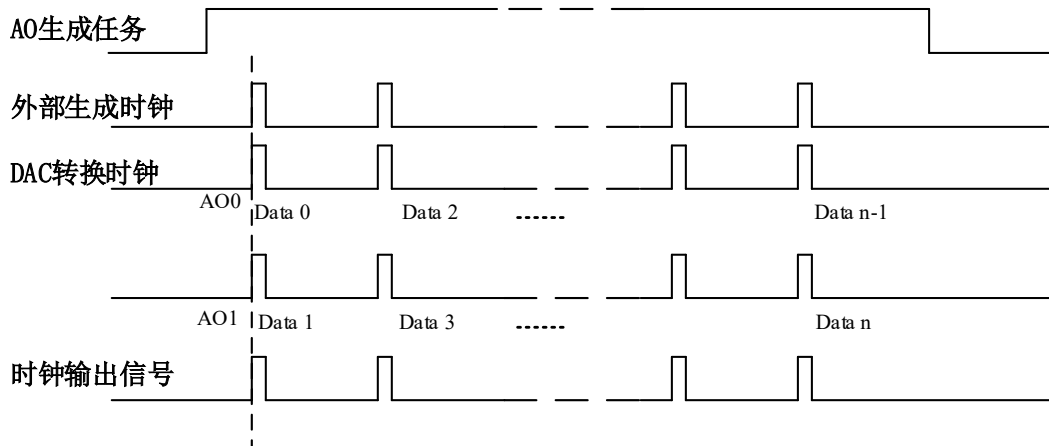 AO生成任务
外部生成时钟
DAC转换时钟
AO0 Data 0 Data 2 ...... Data n-1
AO1 Data 1 Data 3 ...... Data n
时钟输出信号